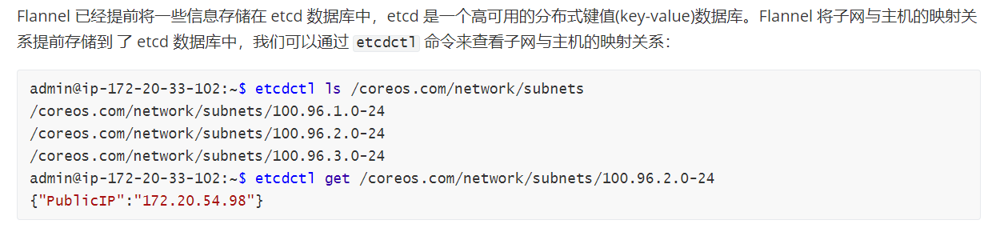 Flannel 已经提前将一些信息存储在 etcd 数据库中，etcd 是一个高可用的分布式键值(key-value)数据库。Flannel 将子网与主机的映射关
系提前存储到 了 etcd 数据库中，我们可以通过 etcdctl 命令来查看子网与主机的映射关系：
admin@ip-172-20-33-102:~$ etcdctl ls /coreos.com/network/subnets
/coreos.com/network/subnets/100.96.1.0-24
/coreos.com/network/subnets/100.96.2.0-24
/coreos.com/network/subnets/100.96.3.0-24
admin@ip-172-20-33-102:~$ etcdctl get /coreos.com/network/subnets/100.96.2.0-24
{"PublicIP":"172.20.54.98"}